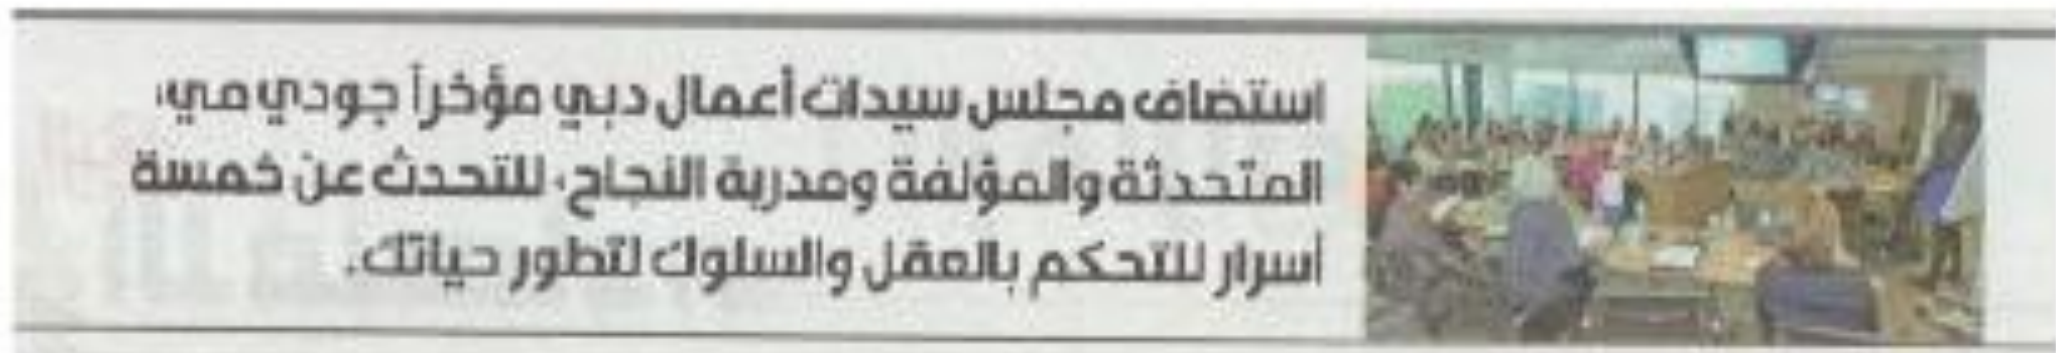 استضاف مجلس سيدات أعمال دبي مؤخراً جودي مي،
المتحدثة والمؤلفة ومدربة النجاح، للتحدث عن خمسة
أسرار للتحكم بالعقل والسلوك لتطور حياتك.